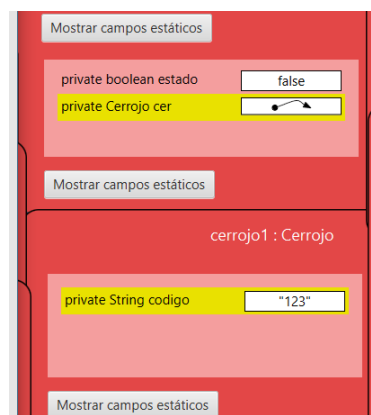 Mostrar campos estáticos
private boolean estado false
private Cerrojo cer
Mostrar campos estáticos
cerrojo1 : Cerrojo
private String codigo "123"
Mostrar campos estáticos